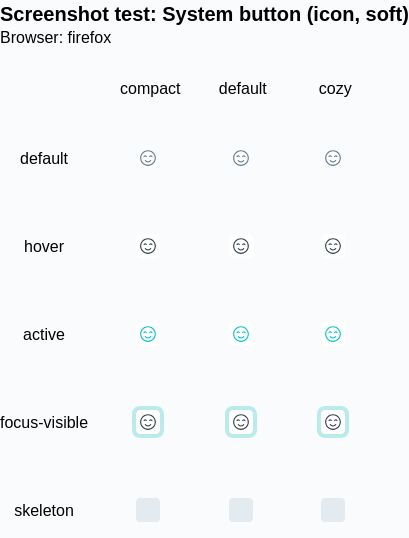 Screenshot test: System button (icon, soft)
Browser: firefox
compact default cozy
default
hover
active
focus-visible
skeleton